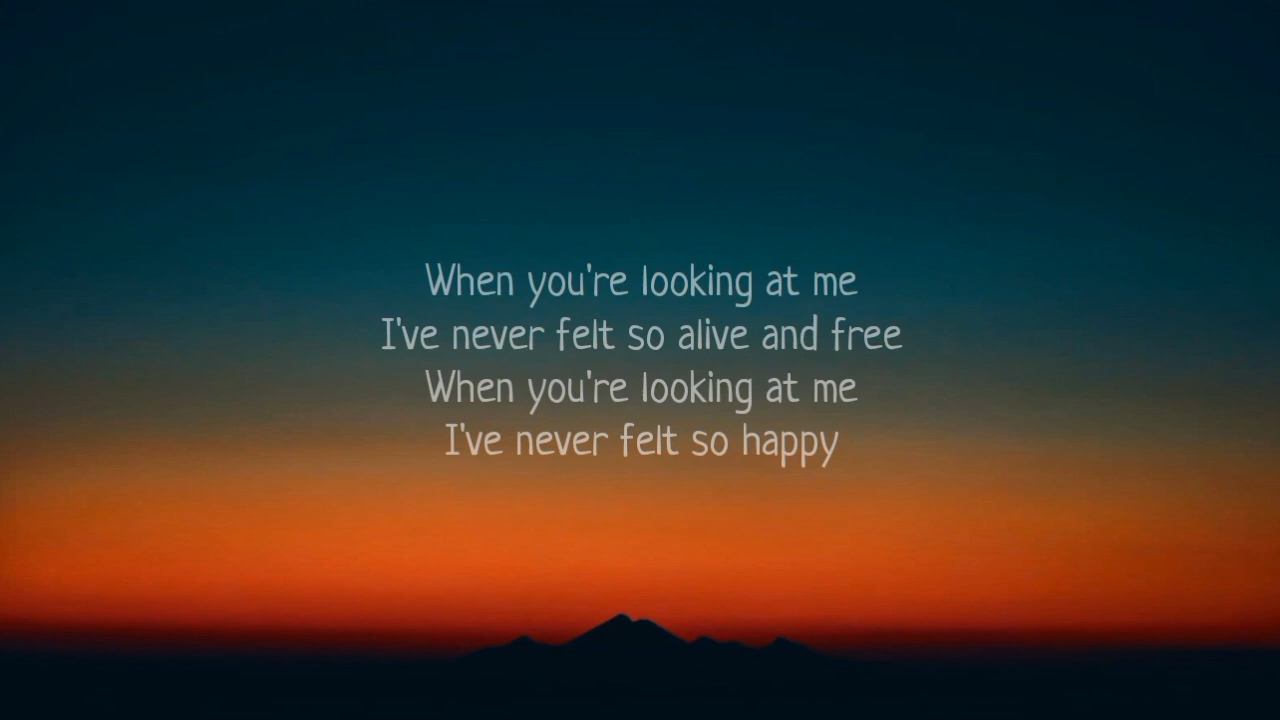 When you're looking at me
I've never felt so alive and free
When you're looking at me
I've never felt so happy